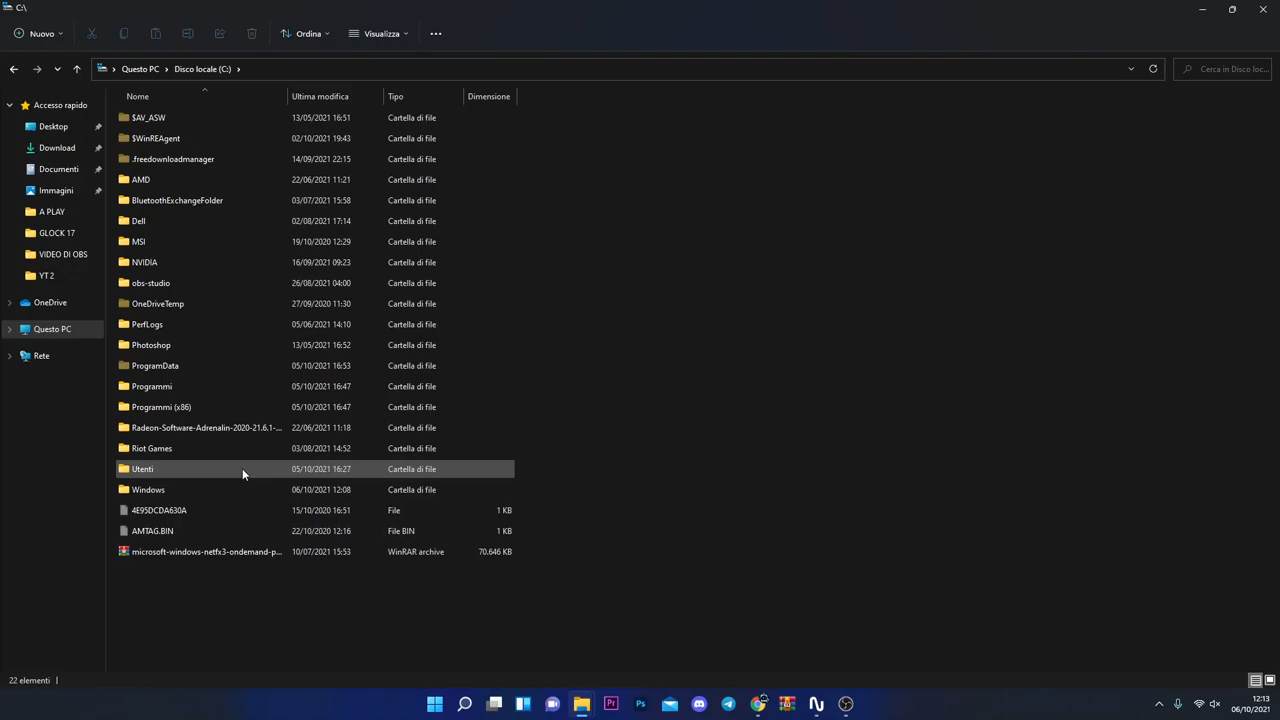 C:\
Nuovo
Ordina
Visualizza
Questo PC
Disco locale (C:)
Cerca in Disco loc...
Nome Ultima modifica Tipo Dimensione
Accesso rapido
Desktop
Download
Documenti
Immagini
A PLAY
GLOCK 17
VIDEO DI OBS
YT 2
OneDrive
Questo PC
Rete
$AV_ASW 13/05/2021 16:51 Cartella di file
$WinREAgent 02/10/2021 19:43 Cartella di file
.freedownloadmanager 14/09/2021 22:15 Cartella di file
AMD 22/06/2021 11:21 Cartella di file
BluetoothExchangeFolder 03/07/2021 15:58 Cartella di file
Dell 02/08/2021 17:14 Cartella di file
MSI 19/10/2020 12:29 Cartella di file
NVIDIA 16/09/2021 09:23 Cartella di file
obs-studio 26/08/2021 04:00 Cartella di file
OneDriveTemp 27/09/2020 11:30 Cartella di file
PerfLogs 05/06/2021 14:10 Cartella di file
Photoshop 13/05/2021 16:52 Cartella di file
ProgramData 05/10/2021 16:53 Cartella di file
Programmi 05/10/2021 16:47 Cartella di file
Programmi (x86) 05/10/2021 16:47 Cartella di file
Radeon-Software-Adrenalin-2020-21.6.1-... 22/06/2021 11:18 Cartella di file
Riot Games 03/08/2021 14:52 Cartella di file
Utenti 05/10/2021 16:27 Cartella di file
Windows 06/10/2021 12:08 Cartella di file
4E95DCDA630A 15/10/2020 16:51 File 1 KB
AMTAG.BIN 22/10/2020 12:16 File BIN 1 KB
microsoft-windows-netfx3-ondemand-p... 10/07/2021 15:53 WinRAR archive 70.646 KB
22 elementi
Pr
Ps
12:13
06/10/2021